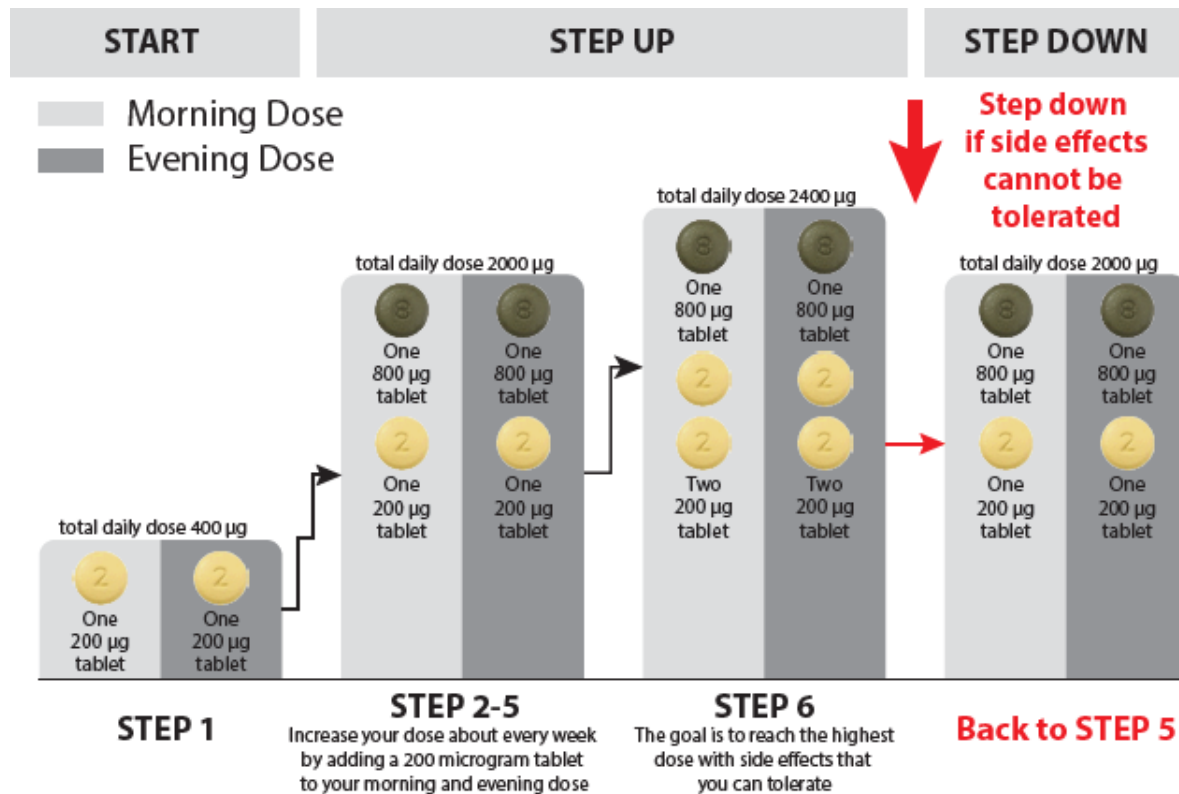 START
STEP UP
STEP DOWN
Morning Dose
Evening Dose
Step down
if side effects
cannot be
tolerated
total daily dose 400 µg
2
One
200 µg
tablet
2
One
200 µg
tablet
STEP 1
total daily dose 2000 µg
8
One
800 µg
tablet
2
One
200 µg
tablet
8
One
800 µg
tablet
2
One
200 µg
tablet
STEP 2-5
Increase your dose about every week
by adding a 200 microgram tablet
to your morning and evening dose
total daily dose 2400 µg
8
One
800 µg
tablet
2
2
Two
200 µg
tablet
8
One
800 µg
tablet
2
2
Two
200 µg
tablet
STEP 6
The goal is to reach the highest
dose with side effects that
you can tolerate
total daily dose 2000 µg
8
One
800 µg
tablet
2
One
200 µg
tablet
8
One
800 µg
tablet
2
One
200 µg
tablet
Back to STEP 5